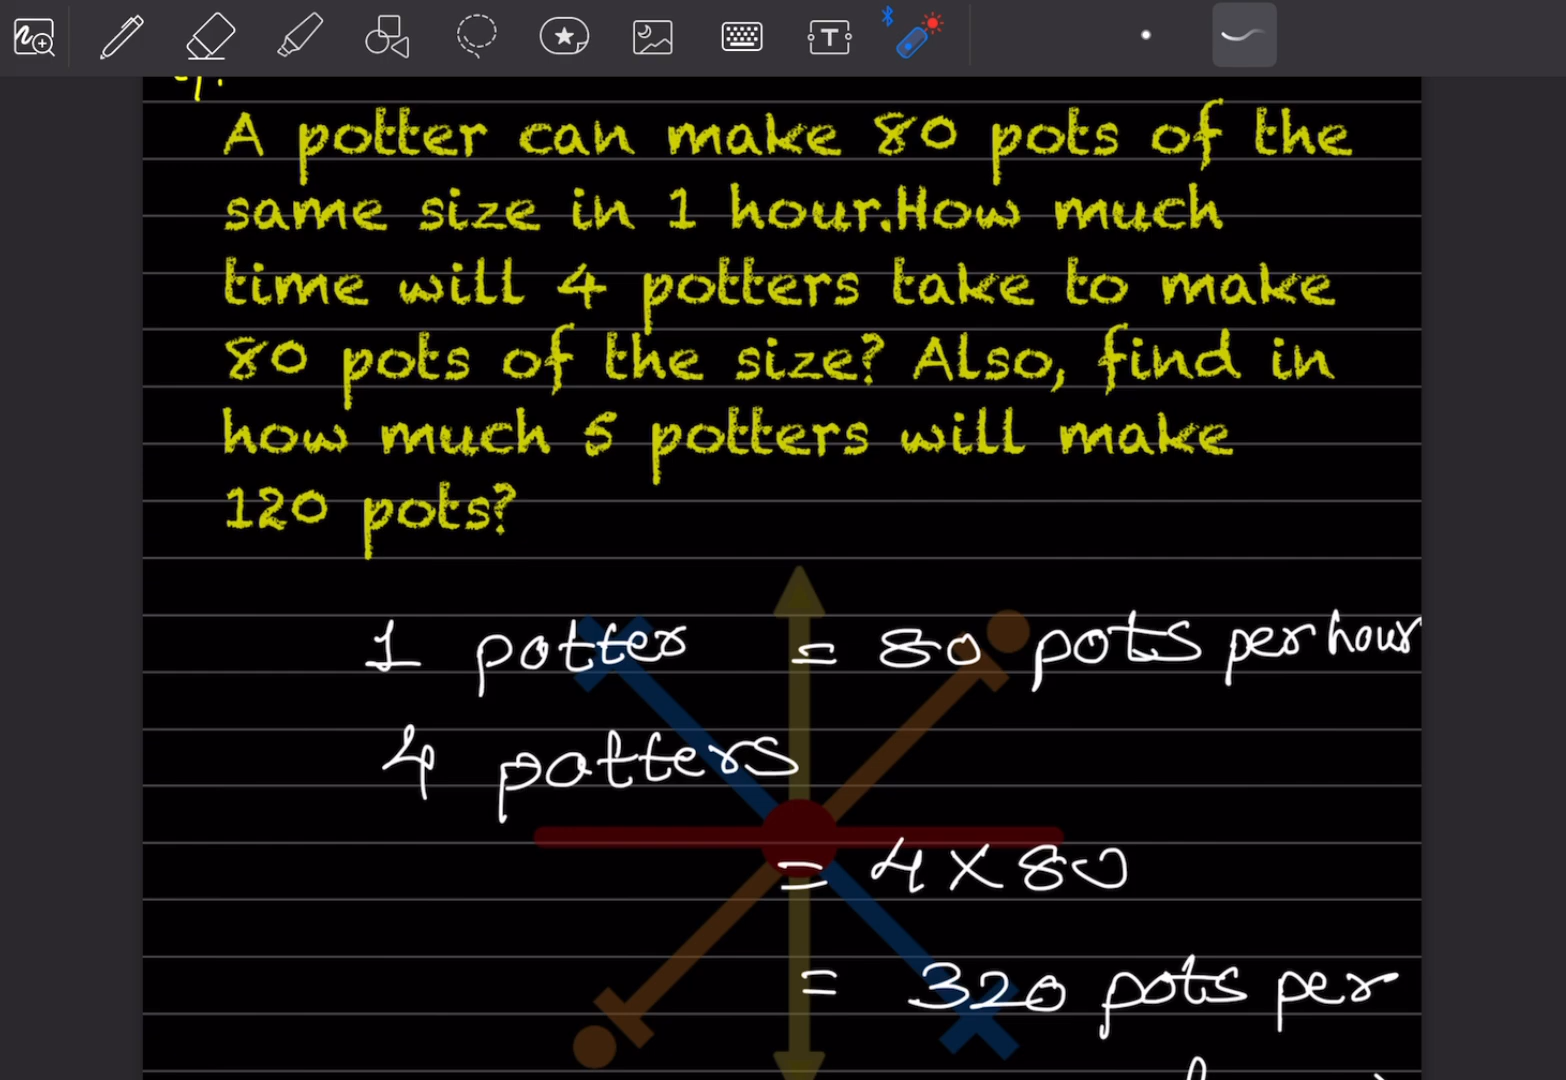 A potter can make 80 pots of the
same size in 1 hour.How much
time will 4 potters take to make
80 pots of the size? Also, find in
how much 5 potters will make
120 pots?
1 potter = 80 pots per hour
4 potters
= 4 × 80
= 320 pots per